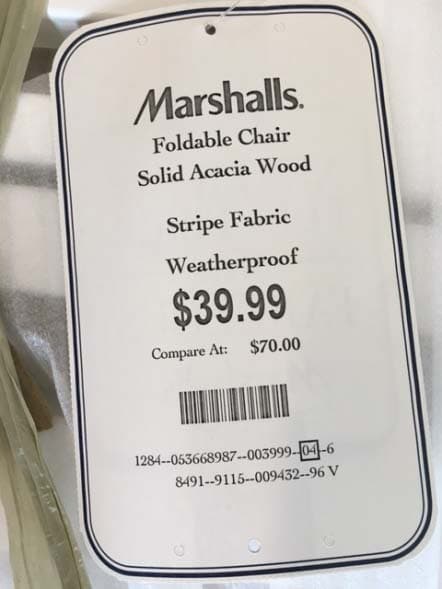 Marshalls.
Foldable Chair
Solid Acacia Wood
Stripe Fabric
Weatherproof
$39.99
Compare At: $70.00
1284--053668987--003999--04--6
8491--9115--009432--96 V